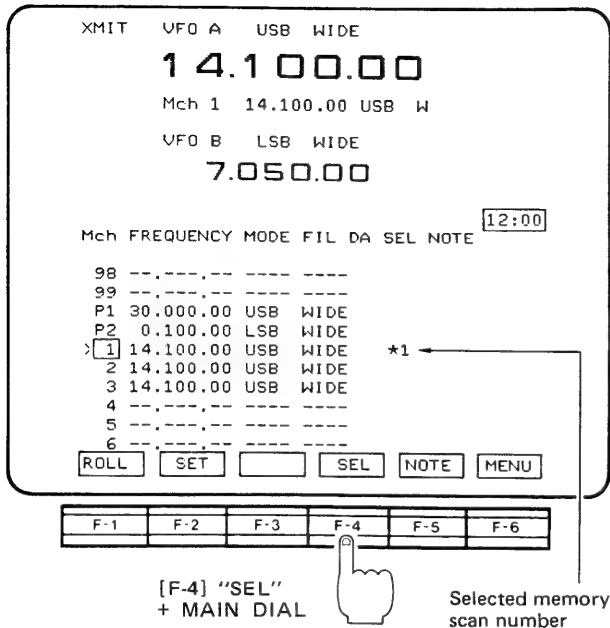 XMIT VFO A USB WIDE
14.100.00
Mch 1 14.100.00 USB W
VFO B LSB WIDE
7.050.00
12:00
Mch FREQUENCY MODE FIL DA SEL NOTE
98 --.---.-- ---- ----
99 --.---.-- ---- ----
P1 30.000.00 USB WIDE
P2 0.100.00 LSB WIDE
>1 14.100.00 USB WIDE *1
2 14.100.00 USB WIDE
3 14.100.00 USB WIDE
4 --.---.-- ---- ----
5 --.---.-- ---- ----
6 --.---.-- ---- ----
ROLL SET SEL NOTE MENU
F-1 F-2 F-3 F-4 F-5 F-6
[F-4] "SEL"
+ MAIN DIAL
Selected memory
scan number